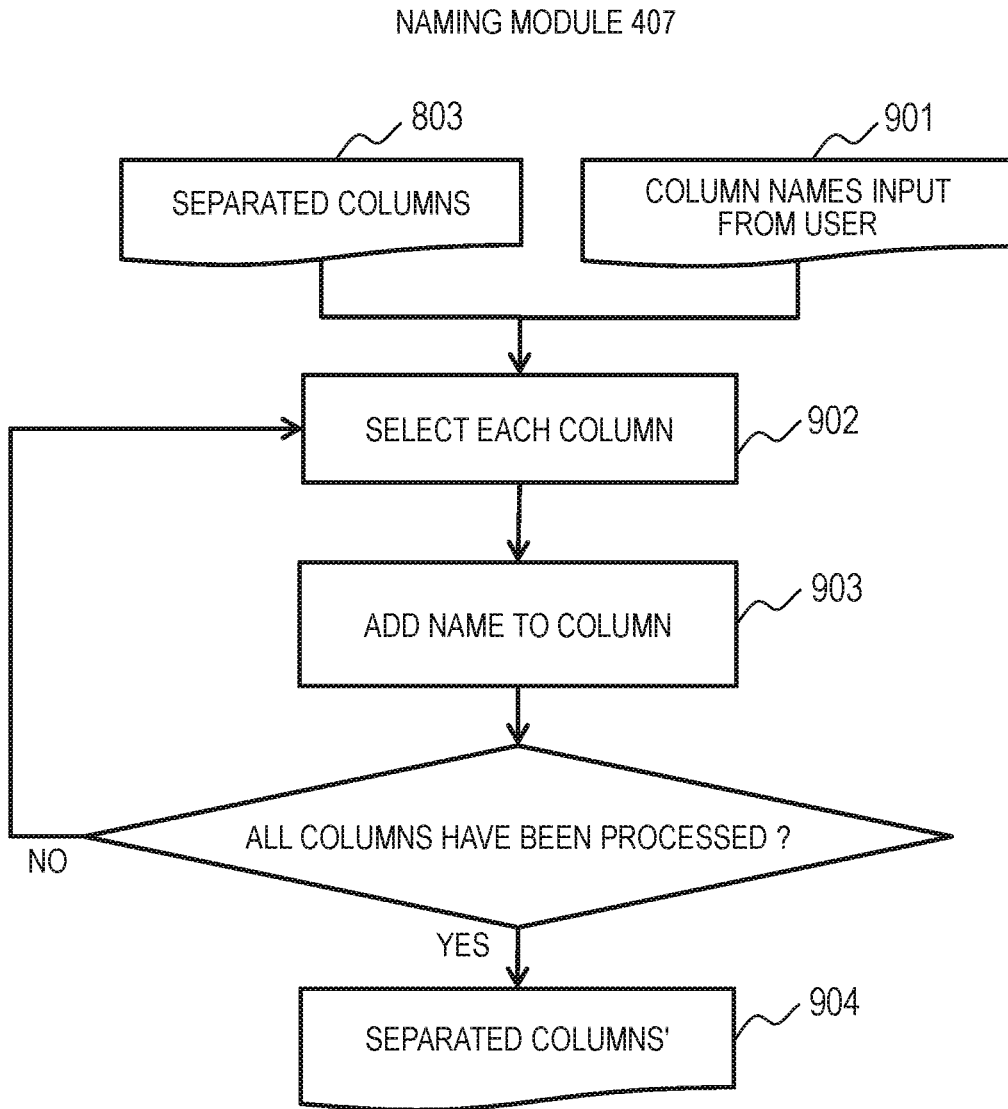 NAMING MODULE 407
803
901
SEPARATED COLUMNS
COLUMN NAMES INPUT
FROM USER
SELECT EACH COLUMN
902
ADD NAME TO COLUMN
903
ALL COLUMNS HAVE BEEN PROCESSED ?
NO
YES
SEPARATED COLUMNS'
904